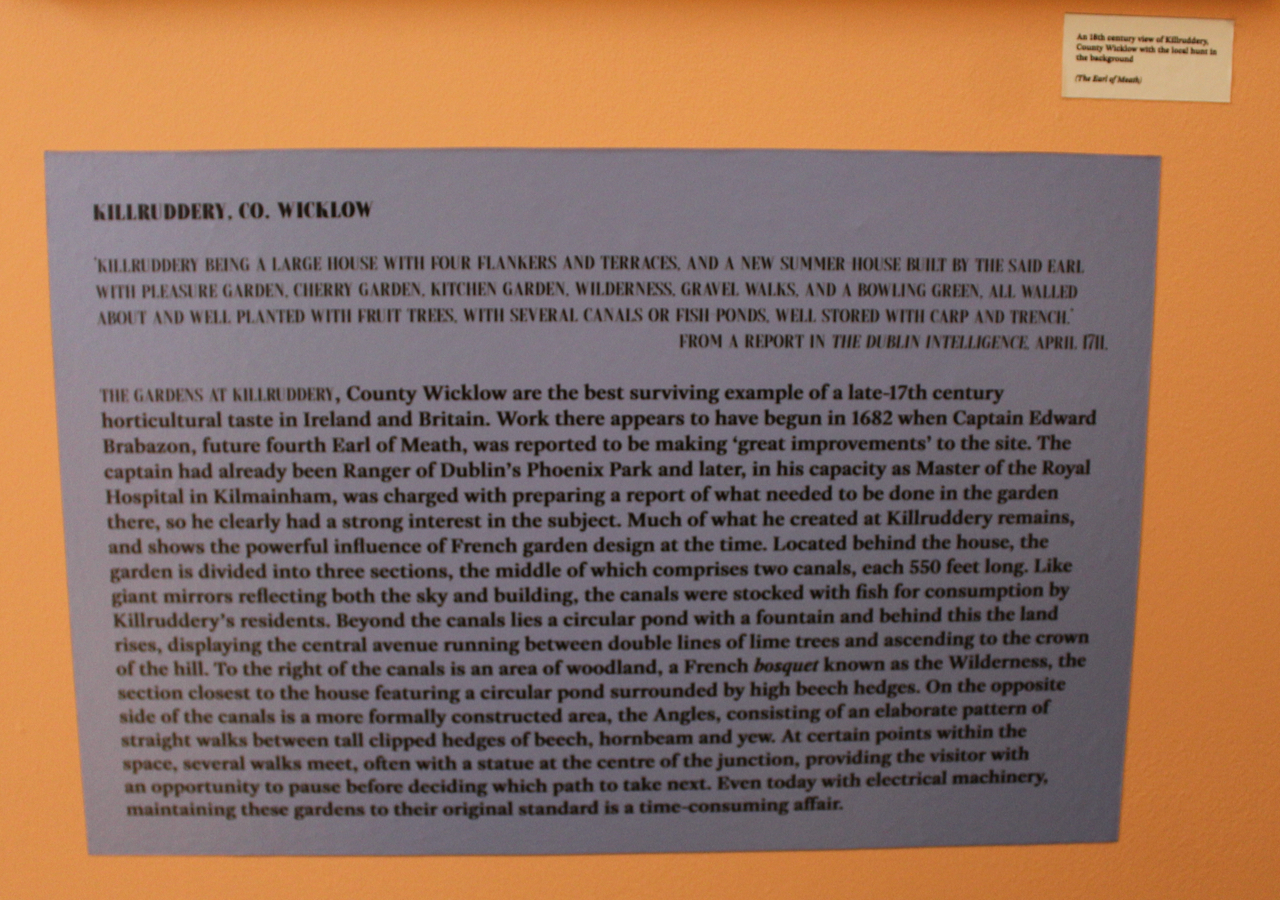 An 18th century view of Killruddery,
County Wicklow with the local hunt in
the background
(The Earl of Meath)
KILLRUDDERY, CO. WICKLOW
'KILLRUDDERY BEING A LARGE HOUSE WITH FOUR FLANKERS AND TERRACES, AND A NEW SUMMER-HOUSE BUILT BY THE SAID EARL
WITH PLEASURE GARDEN, CHERRY GARDEN, KITCHEN GARDEN, WILDERNESS, GRAVEL WALKS, AND A BOWLING GREEN, ALL WALLED
ABOUT AND WELL PLANTED WITH FRUIT TREES, WITH SEVERAL CANALS OR FISH PONDS, WELL STORED WITH CARP AND TRENCH.'
FROM A REPORT IN THE DUBLIN INTELLIGENCE, APRIL 1711.
THE GARDENS AT KILLRUDDERY, County Wicklow are the best surviving example of a late-17th century
horticultural taste in Ireland and Britain. Work there appears to have begun in 1682 when Captain Edward
Brabazon, future fourth Earl of Meath, was reported to be making 'great improvements' to the site. The
captain had already been Ranger of Dublin's Phoenix Park and later, in his capacity as Master of the Royal
Hospital in Kilmainham, was charged with preparing a report of what needed to be done in the garden
there, so he clearly had a strong interest in the subject. Much of what he created at Killruddery remains,
and shows the powerful influence of French garden design at the time. Located behind the house, the
garden is divided into three sections, the middle of which comprises two canals, each 550 feet long. Like
giant mirrors reflecting both the sky and building, the canals were stocked with fish for consumption by
Killruddery's residents. Beyond the canals lies a circular pond with a fountain and behind this the land
rises, displaying the central avenue running between double lines of lime trees and ascending to the crown
of the hill. To the right of the canals is an area of woodland, a French bosquet known as the Wilderness, the
section closest to the house featuring a circular pond surrounded by high beech hedges. On the opposite
side of the canals is a more formally constructed area, the Angles, consisting of an elaborate pattern of
straight walks between tall clipped hedges of beech, hornbeam and yew. At certain points within the
space, several walks meet, often with a statue at the centre of the junction, providing the visitor with
an opportunity to pause before deciding which path to take next. Even today with electrical machinery,
maintaining these gardens to their original standard is a time-consuming affair.